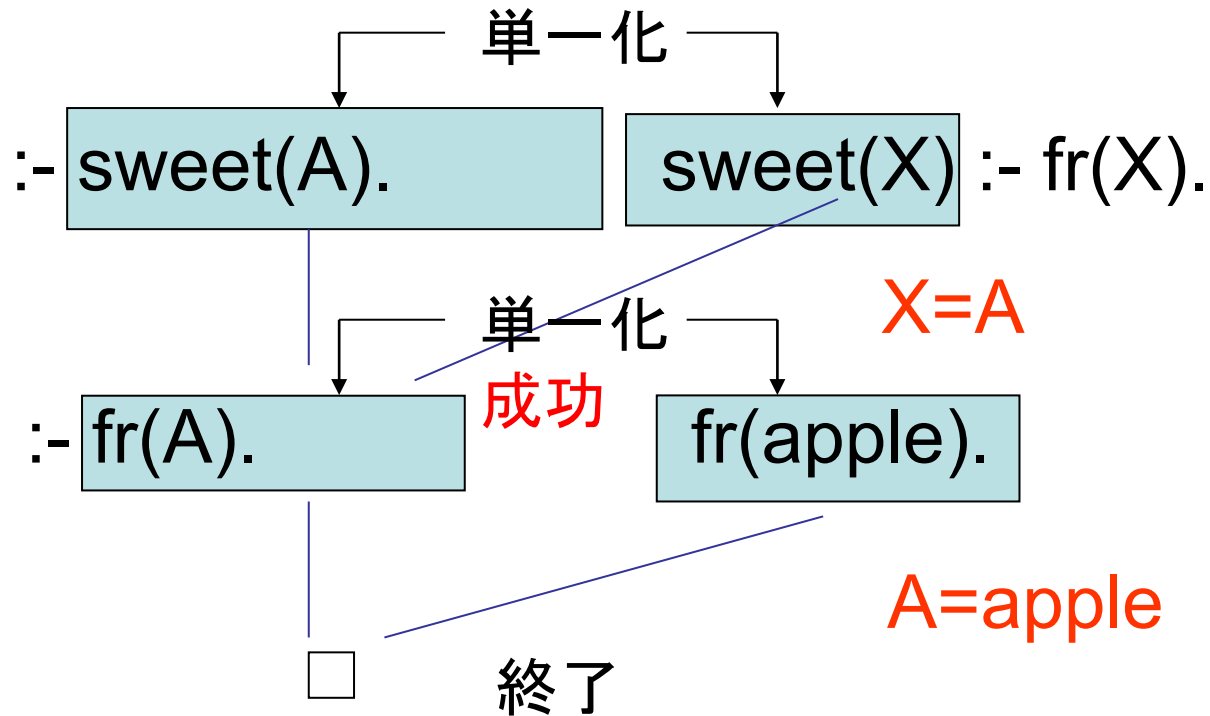 単一化
:- sweet(A). sweet(X) :- fr(X).
X=A
単一化
成功
:- fr(A). fr(apple).
A=apple
終了